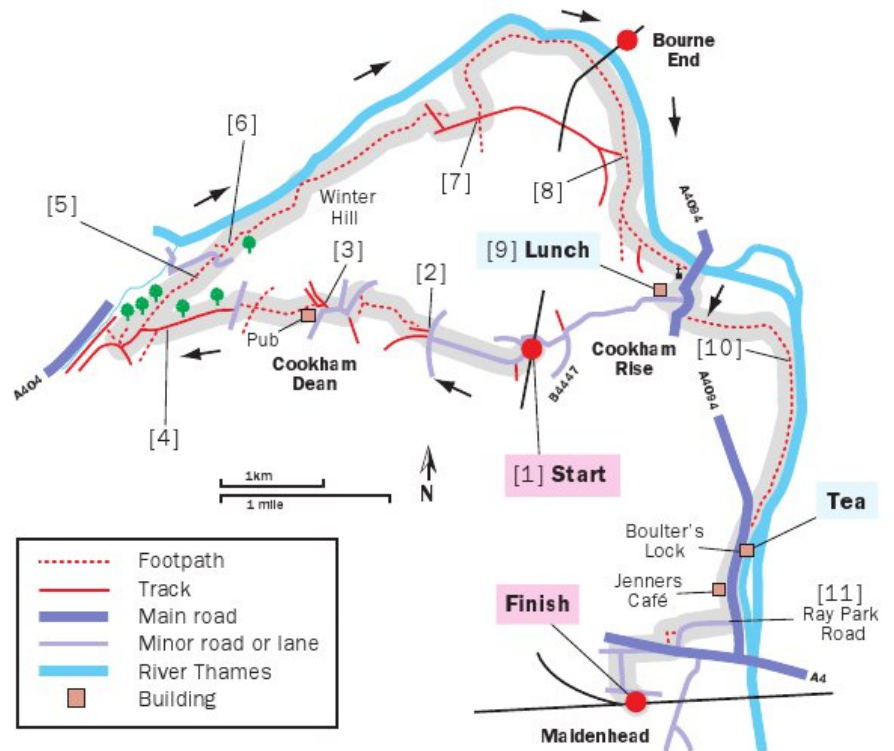 Bourne
End
[6]
[5]
[7]
Winter
Hill
[8]
A4094
[3]
[2]
[9] Lunch
Pub
Cookham
Dean
Cookham
Rise
[10]
B4447
A404
[4]
A4094
1km
1 mile
N
[1] Start
Tea
Boulter's
Lock
Jenners
Café
[11]
Ray Park
Road
Finish
A4
Maidenhead
Footpath
Track
Main road
Minor road or lane
River Thames
Building